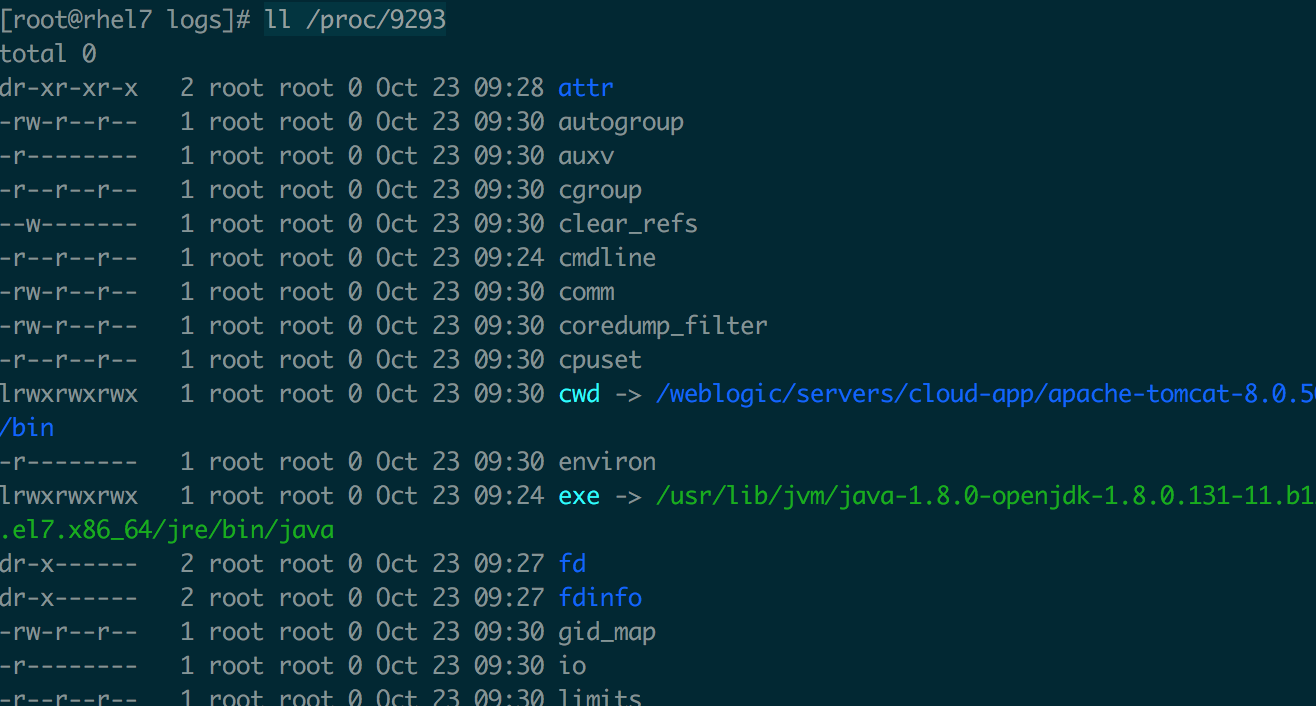 [root@rhel7 logs]# ll /proc/9293
total 0
dr-xr-xr-x   2 root root 0 Oct 23 09:28 attr
-rw-r--r--   1 root root 0 Oct 23 09:30 autogroup
-r--------   1 root root 0 Oct 23 09:30 auxv
-r--r--r--   1 root root 0 Oct 23 09:30 cgroup
--w-------   1 root root 0 Oct 23 09:30 clear_refs
-r--r--r--   1 root root 0 Oct 23 09:24 cmdline
-rw-r--r--   1 root root 0 Oct 23 09:30 comm
-rw-r--r--   1 root root 0 Oct 23 09:30 coredump_filter
-r--r--r--   1 root root 0 Oct 23 09:30 cpuset
lrwxrwxrwx   1 root root 0 Oct 23 09:30 cwd -> /weblogic/servers/cloud-app/apache-tomcat-8.0.50
/bin
-r--------   1 root root 0 Oct 23 09:30 environ
lrwxrwxrwx   1 root root 0 Oct 23 09:24 exe -> /usr/lib/jvm/java-1.8.0-openjdk-1.8.0.131-11.b1
.el7.x86_64/jre/bin/java
dr-x------   2 root root 0 Oct 23 09:27 fd
dr-x------   2 root root 0 Oct 23 09:27 fdinfo
-rw-r--r--   1 root root 0 Oct 23 09:30 gid_map
-r--------   1 root root 0 Oct 23 09:30 io
-r--r--r--   1 root root 0 Oct 23 09:30 limits